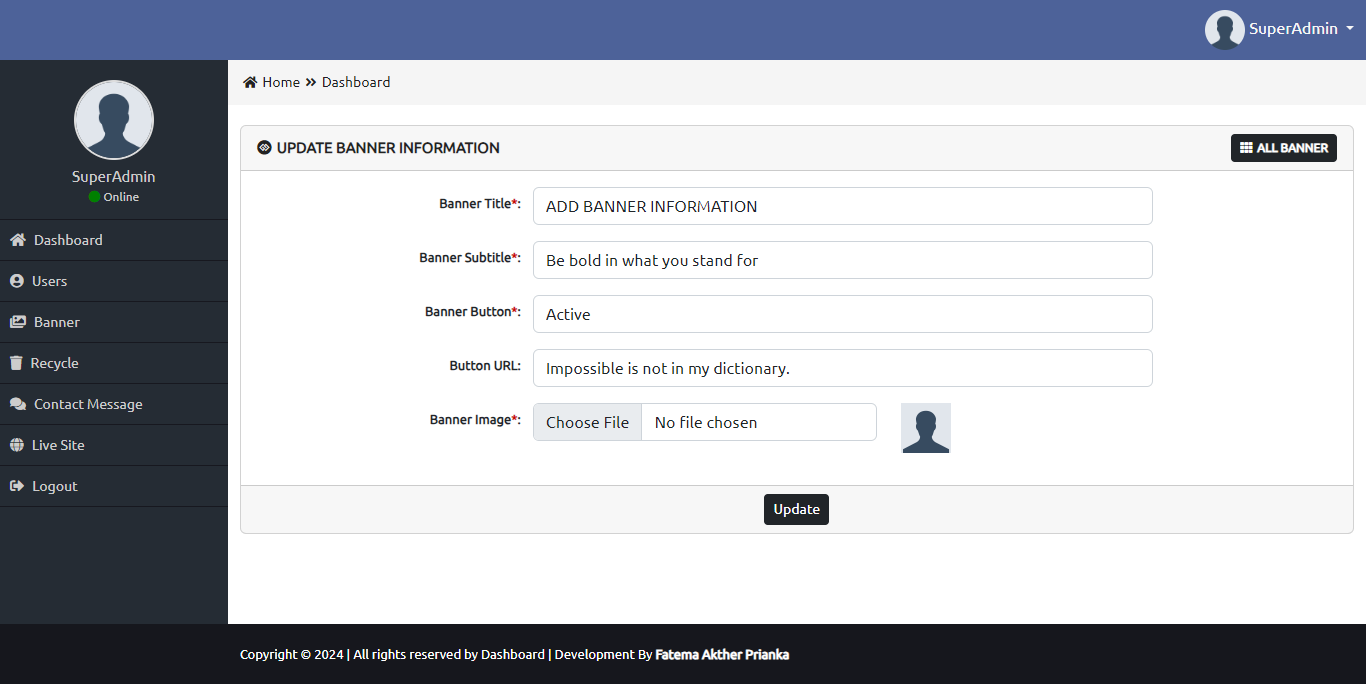 SuperAdmin
SuperAdmin
Online
Dashboard
Users
Banner
Recycle
Contact Message
Live Site
Logout
Home » Dashboard
UPDATE BANNER INFORMATION
ALL BANNER
Banner Title*: ADD BANNER INFORMATION
Banner Subtitle*: Be bold in what you stand for
Banner Button*: Active
Button URL: Impossible is not in my dictionary.
Banner Image*: Choose File No file chosen
Update
Copyright © 2024 | All rights reserved by Dashboard | Development By Fatema Akther Prianka